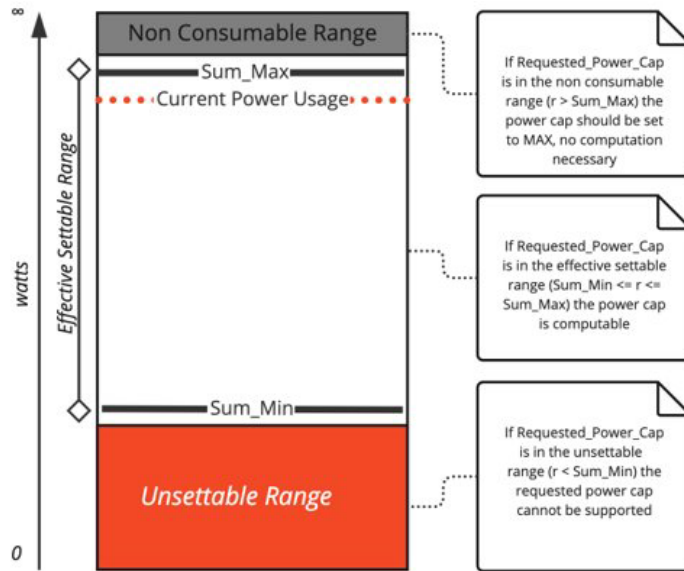 ∞
Non Consumable Range
Sum_Max
Current Power Usage
Effective Settable Range
watts
Sum_Min
Unsettable Range
0
If Requested_Power_Cap
is in the non consumable
range (r > Sum_Max) the
power cap should be set
to MAX, no computation
necessary
If Requested_Power_Cap
is in the effective settable
range (Sum_Min <= r <=
Sum_Max) the power cap
is computable
If Requested_Power_Cap
is in the unsettable
range (r < Sum_Min) the
requested power cap
cannot be supported